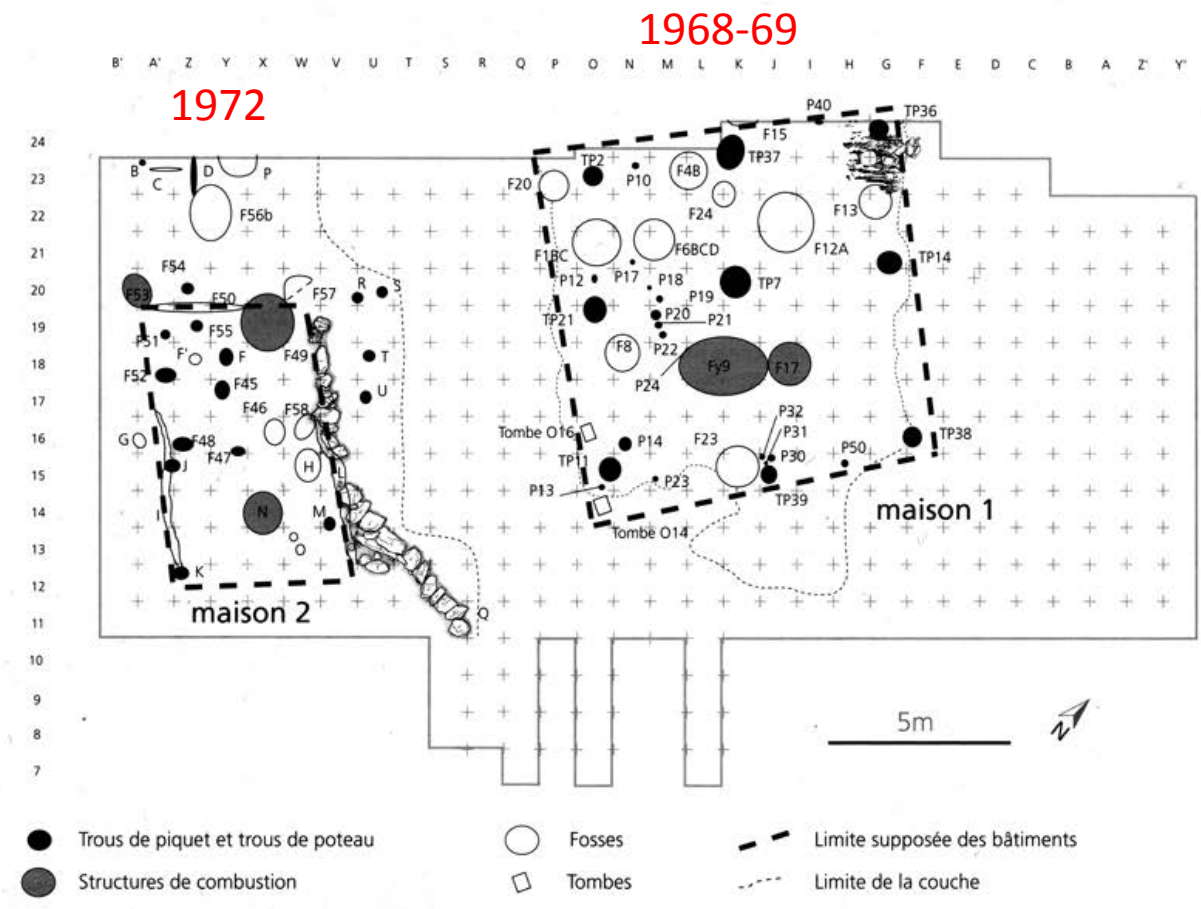 1968-69
B' A' Z Y X W V U T S R Q P O N M L K J I H G F E D C B A Z' Y'
1972
P40
TP36
24
F15
TP2
TP37
B
C
D
P
P10
F4B
23
F20
F24
F13
22
F56b
F1BC
F6BCD
F12A
21
F54
P12
P17
P18
TP14
R
S
20
F53
F50
F57
TP7
P19
TP21
P20
P21
19
F51
F55
F'
F
F49
T
F8
P22
18
F52
F45
Fy9
F17
P24
U
17
F46
F58
P32
Tombe O16
P14
F23
P31
TP38
16
G
F48
F47
J
H
TP11
P30
P50
15
L
P13
P23
TP39
I
N
M
maison 1
14
Tombe O14
13
O
K
12
maison 2
Q
11
10
9
5m
N
8
7
Trous de piquet et trous de poteau
Fosses
Limite supposée des bâtiments
Structures de combustion
Tombes
Limite de la couche